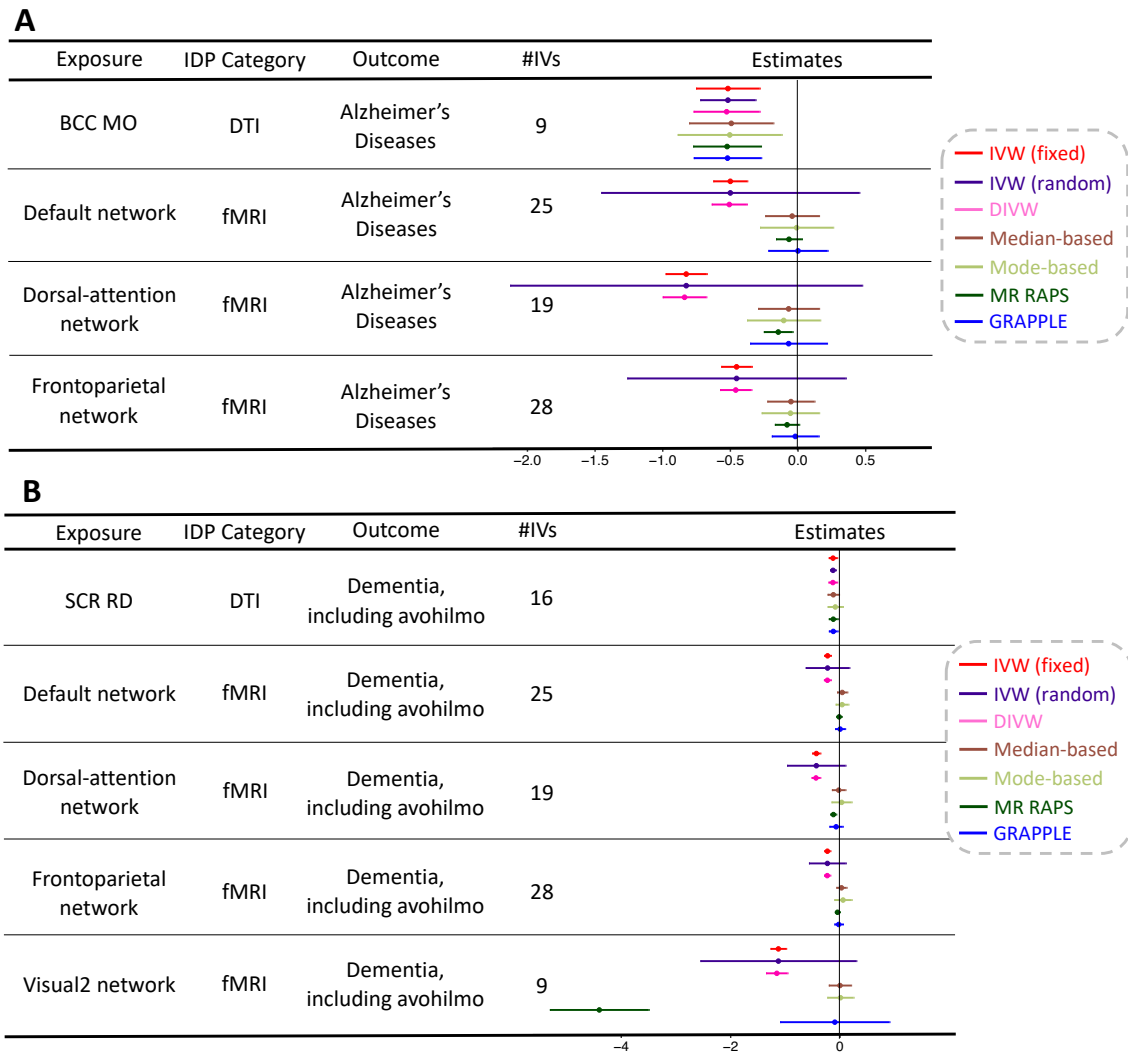 A
Exposure IDP Category Outcome #IVs Estimates
BCC MO DTI Alzheimer's
Diseases 9
Default network fMRI Alzheimer's
Diseases 25
Dorsal-attention
network fMRI Alzheimer's
Diseases 19
Frontoparietal
network fMRI Alzheimer's
Diseases 28
−2.0 −1.5 −1.0 −0.5 0.0 0.5
IVW (fixed)
IVW (random)
DIVW
Median-based
Mode-based
MR RAPS
GRAPPLE
B
Exposure IDP Category Outcome #IVs Estimates
SCR RD DTI Dementia,
including avohilmo 16
Default network fMRI Dementia,
including avohilmo 25
Dorsal-attention
network fMRI Dementia,
including avohilmo 19
Frontoparietal
network fMRI Dementia,
including avohilmo 28
Visual2 network fMRI Dementia,
including avohilmo 9
−4 −2 0
IVW (fixed)
IVW (random)
DIVW
Median-based
Mode-based
MR RAPS
GRAPPLE